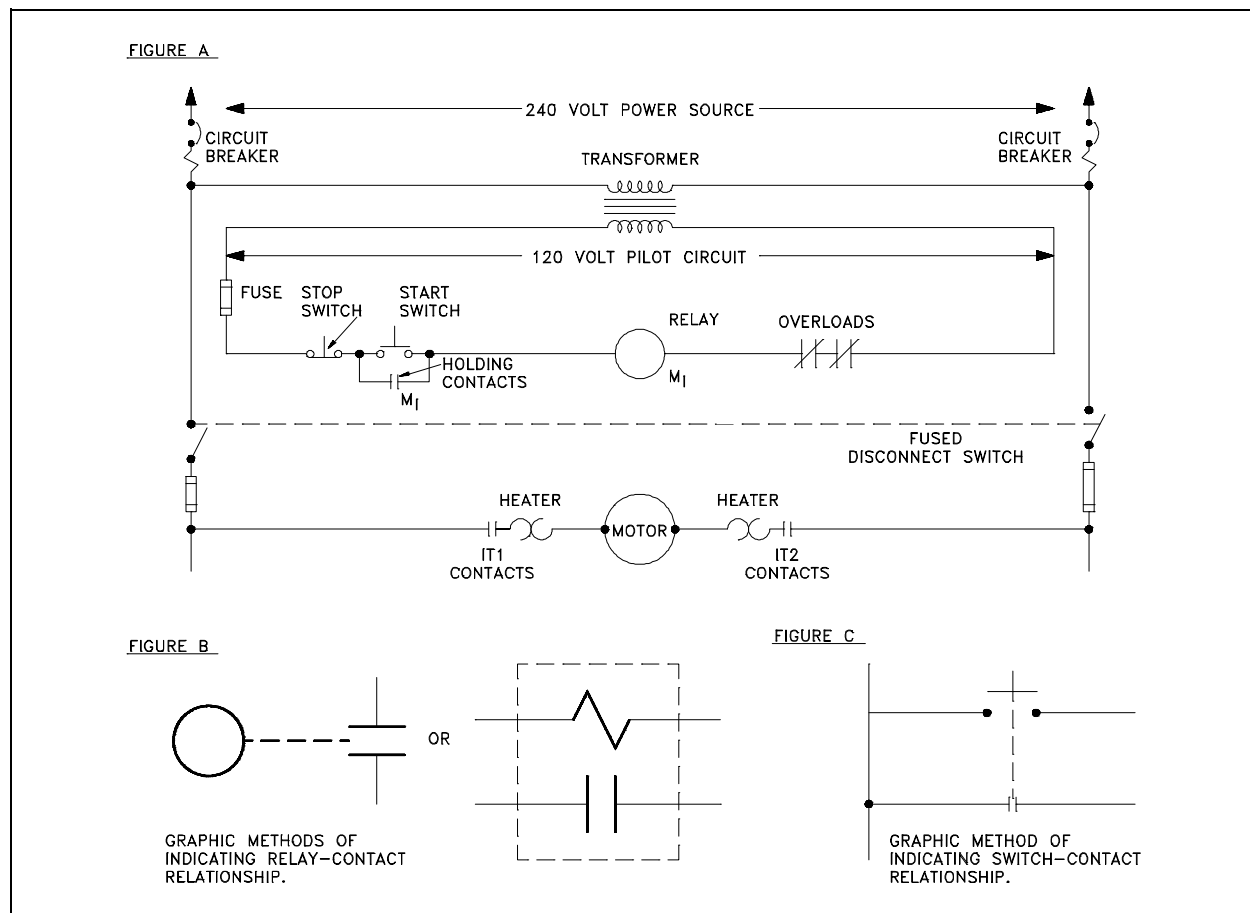 FIGURE A
240 VOLT POWER SOURCE
CIRCUIT
BREAKER
CIRCUIT
BREAKER
TRANSFORMER
120 VOLT PILOT CIRCUIT
FUSE
STOP
SWITCH
START
SWITCH
RELAY
OVERLOADS
HOLDING
CONTACTS
M1
M1
FUSED
DISCONNECT SWITCH
HEATER
MOTOR
HEATER
IT1
CONTACTS
IT2
CONTACTS
FIGURE B
OR
GRAPHIC METHODS OF
INDICATING RELAY-CONTACT
RELATIONSHIP.
FIGURE C
GRAPHIC METHOD OF
INDICATING SWITCH-CONTACT
RELATIONSHIP.